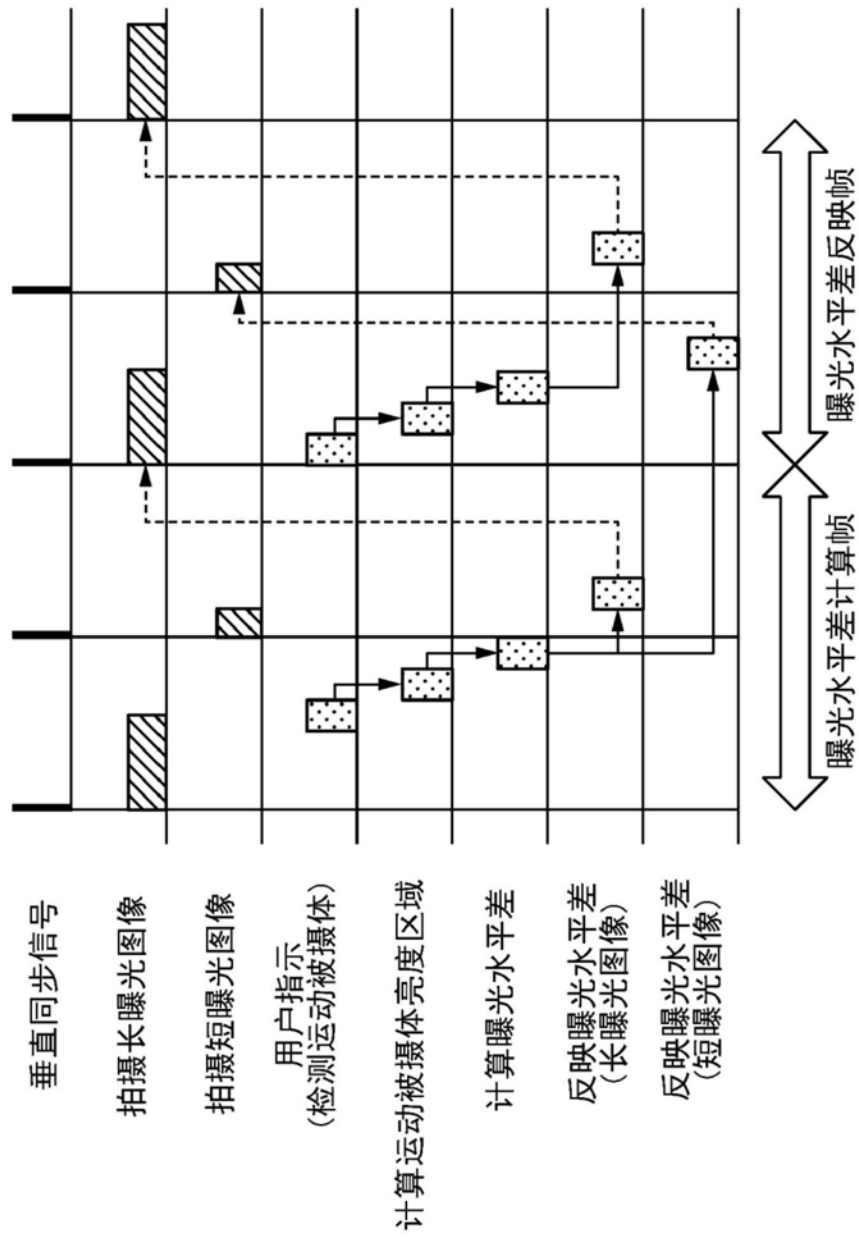 垂直同步信号
拍摄长曝光图像
拍摄短曝光图像
用户指示
(检测运动被摄体)
计算运动被摄体亮度区域
计算曝光水平差
反映曝光水平差
(长曝光图像)
反映曝光水平差
(短曝光图像)
曝光水平差计算帧
曝光水平差反映帧